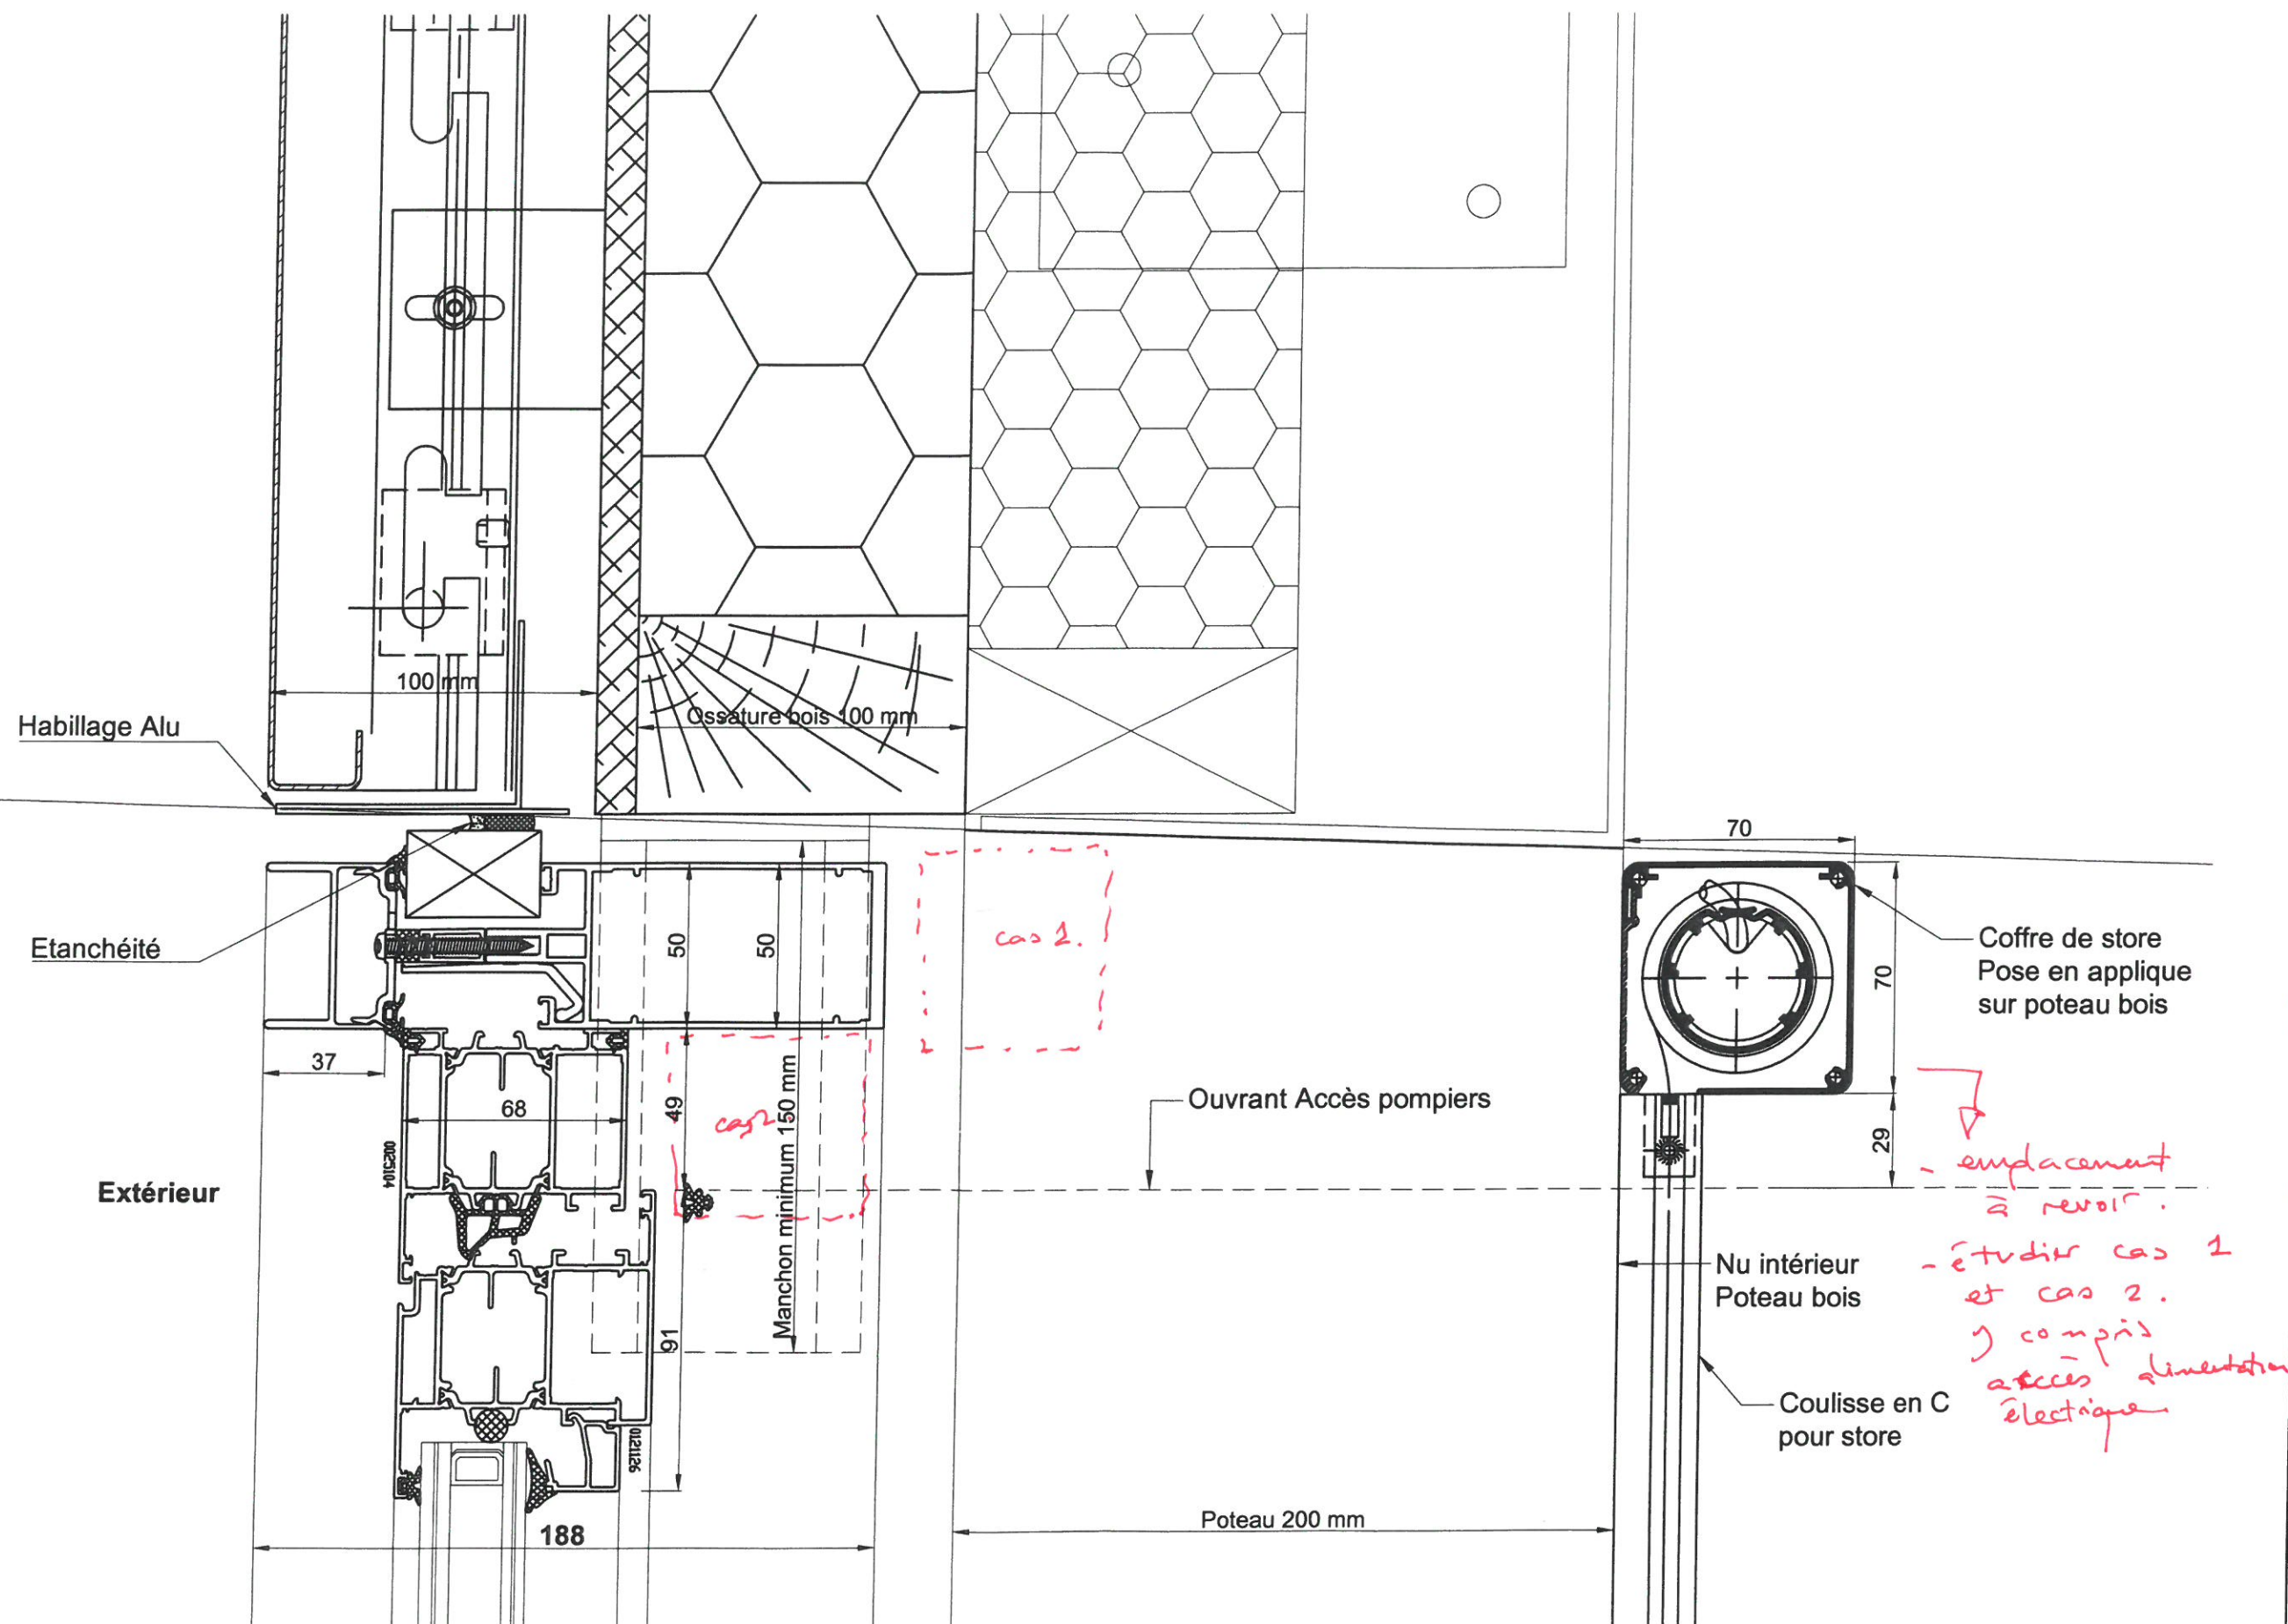 100 mm
Ossature bois 100 mm
Habillage Alu
Etanchéité
70
50
50
cas 1.
70
Coffre de store
Pose en applique
sur poteau bois
37
68
49
cas 2
Manchon minimum 150 mm
Ouvrant Accès pompiers
29
0025104
Extérieur
- emplacement
à revoir.
- étudier cas 1
et cas 2.
y compris
accès alimentation
électrique
Nu intérieur
Poteau bois
91
Coulisse en C
pour store
0121126
188
Poteau 200 mm